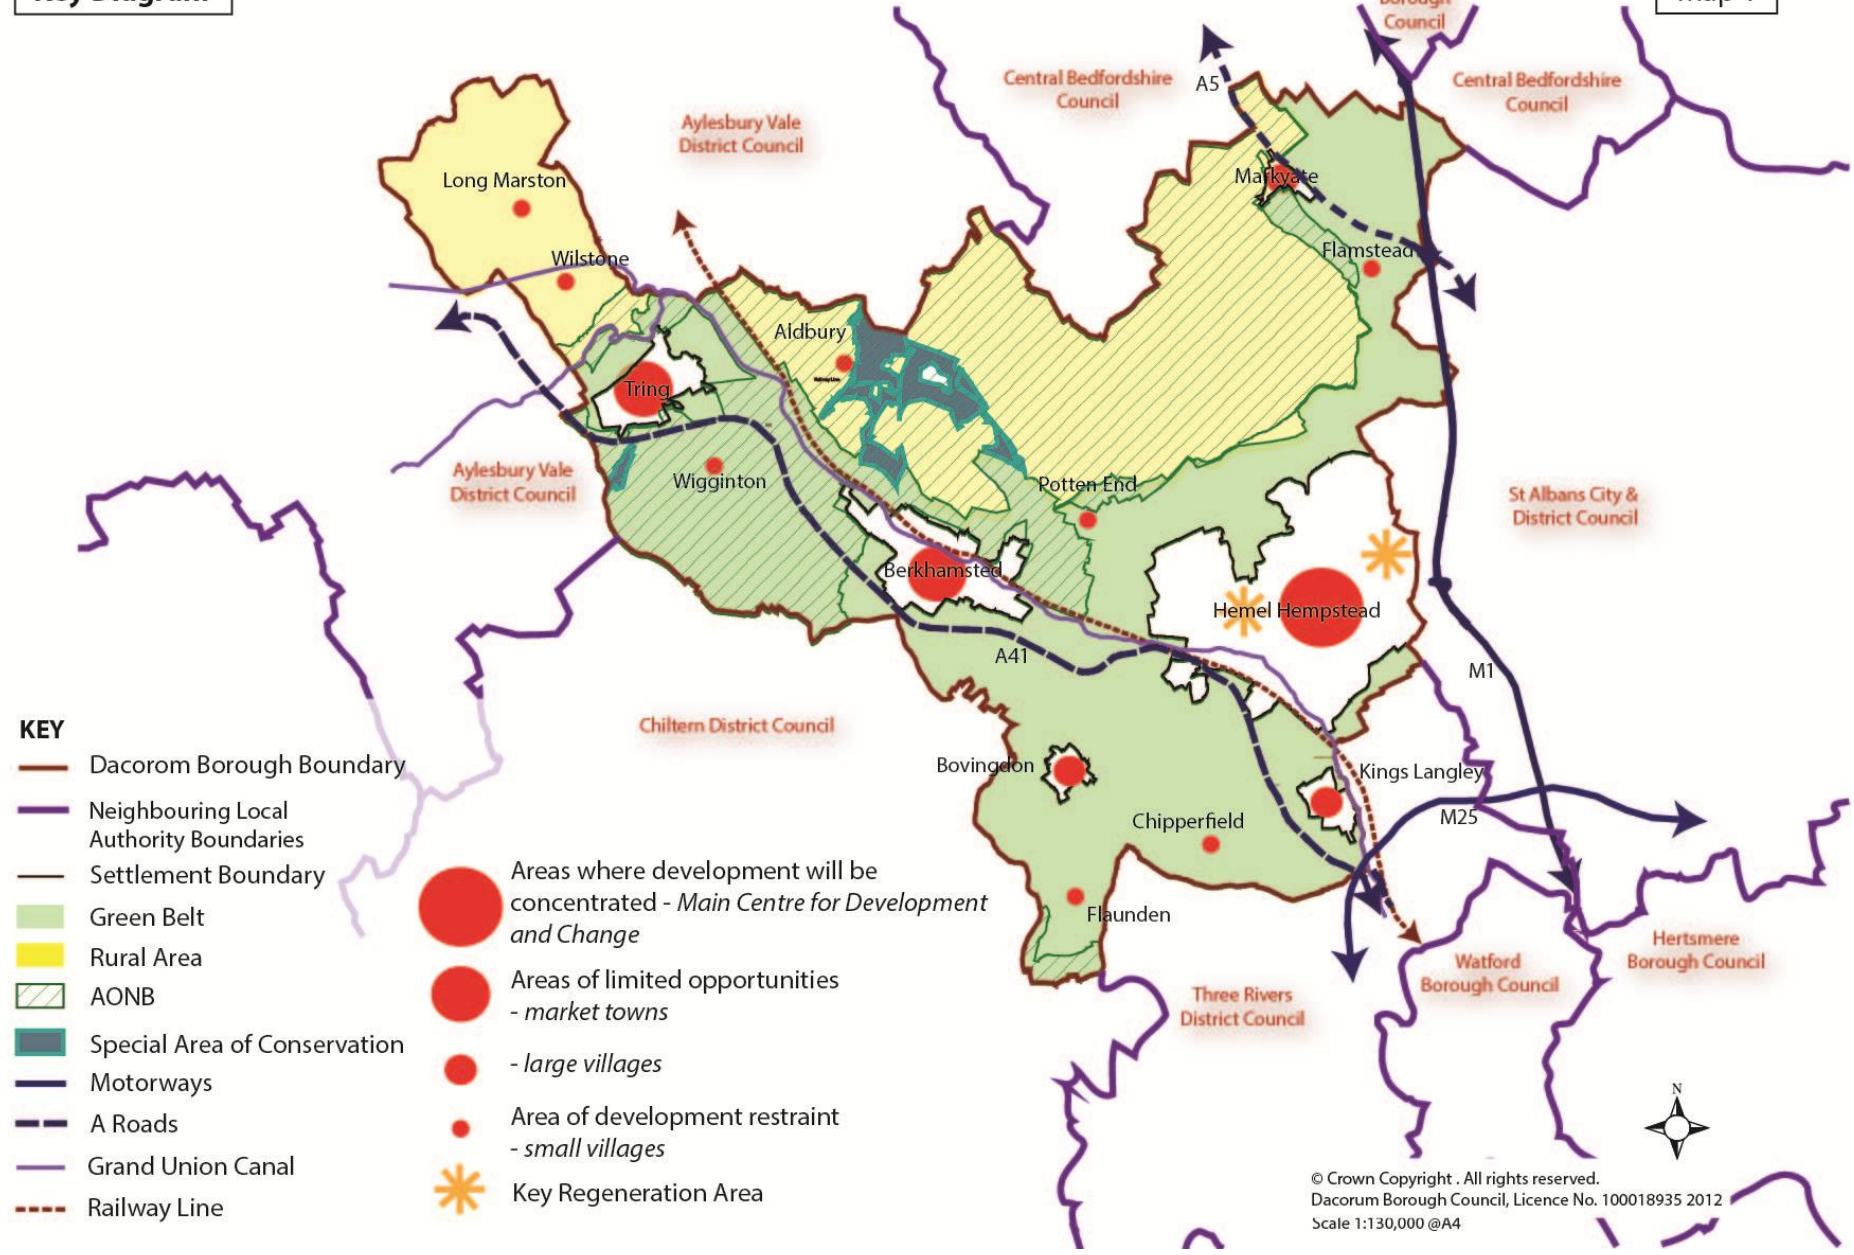 Key Diagram
Borough
Council
Central Bedfordshire
Council
A5
Central Bedfordshire
Council
Aylesbury Vale
District Council
Long Marston
Markyate
Wilstone
Flamstead
Aldbury
Railway Line
Tring
Aylesbury Vale
District Council
Wigginton
Potten End
St Albans City &
District Council
Berkhamsted
Hemel Hempstead
A41
M1
Chiltern District Council
Bovingdon
Kings Langley
M25
Chipperfield
Flaunden
Hertsmere
Borough Council
Watford
Borough Council
Three Rivers
District Council
KEY
Dacorom Borough Boundary
Neighbouring Local
Authority Boundaries
Settlement Boundary
Green Belt
Rural Area
AONB
Special Area of Conservation
Motorways
A Roads
Grand Union Canal
Railway Line
Areas where development will be
concentrated - Main Centre for Development
and Change
Areas of limited opportunities
- market towns
- large villages
Area of development restraint
- small villages
Key Regeneration Area
N
© Crown Copyright . All rights reserved.
Dacorum Borough Council, Licence No. 100018935 2012
Scale 1:130,000 @A4